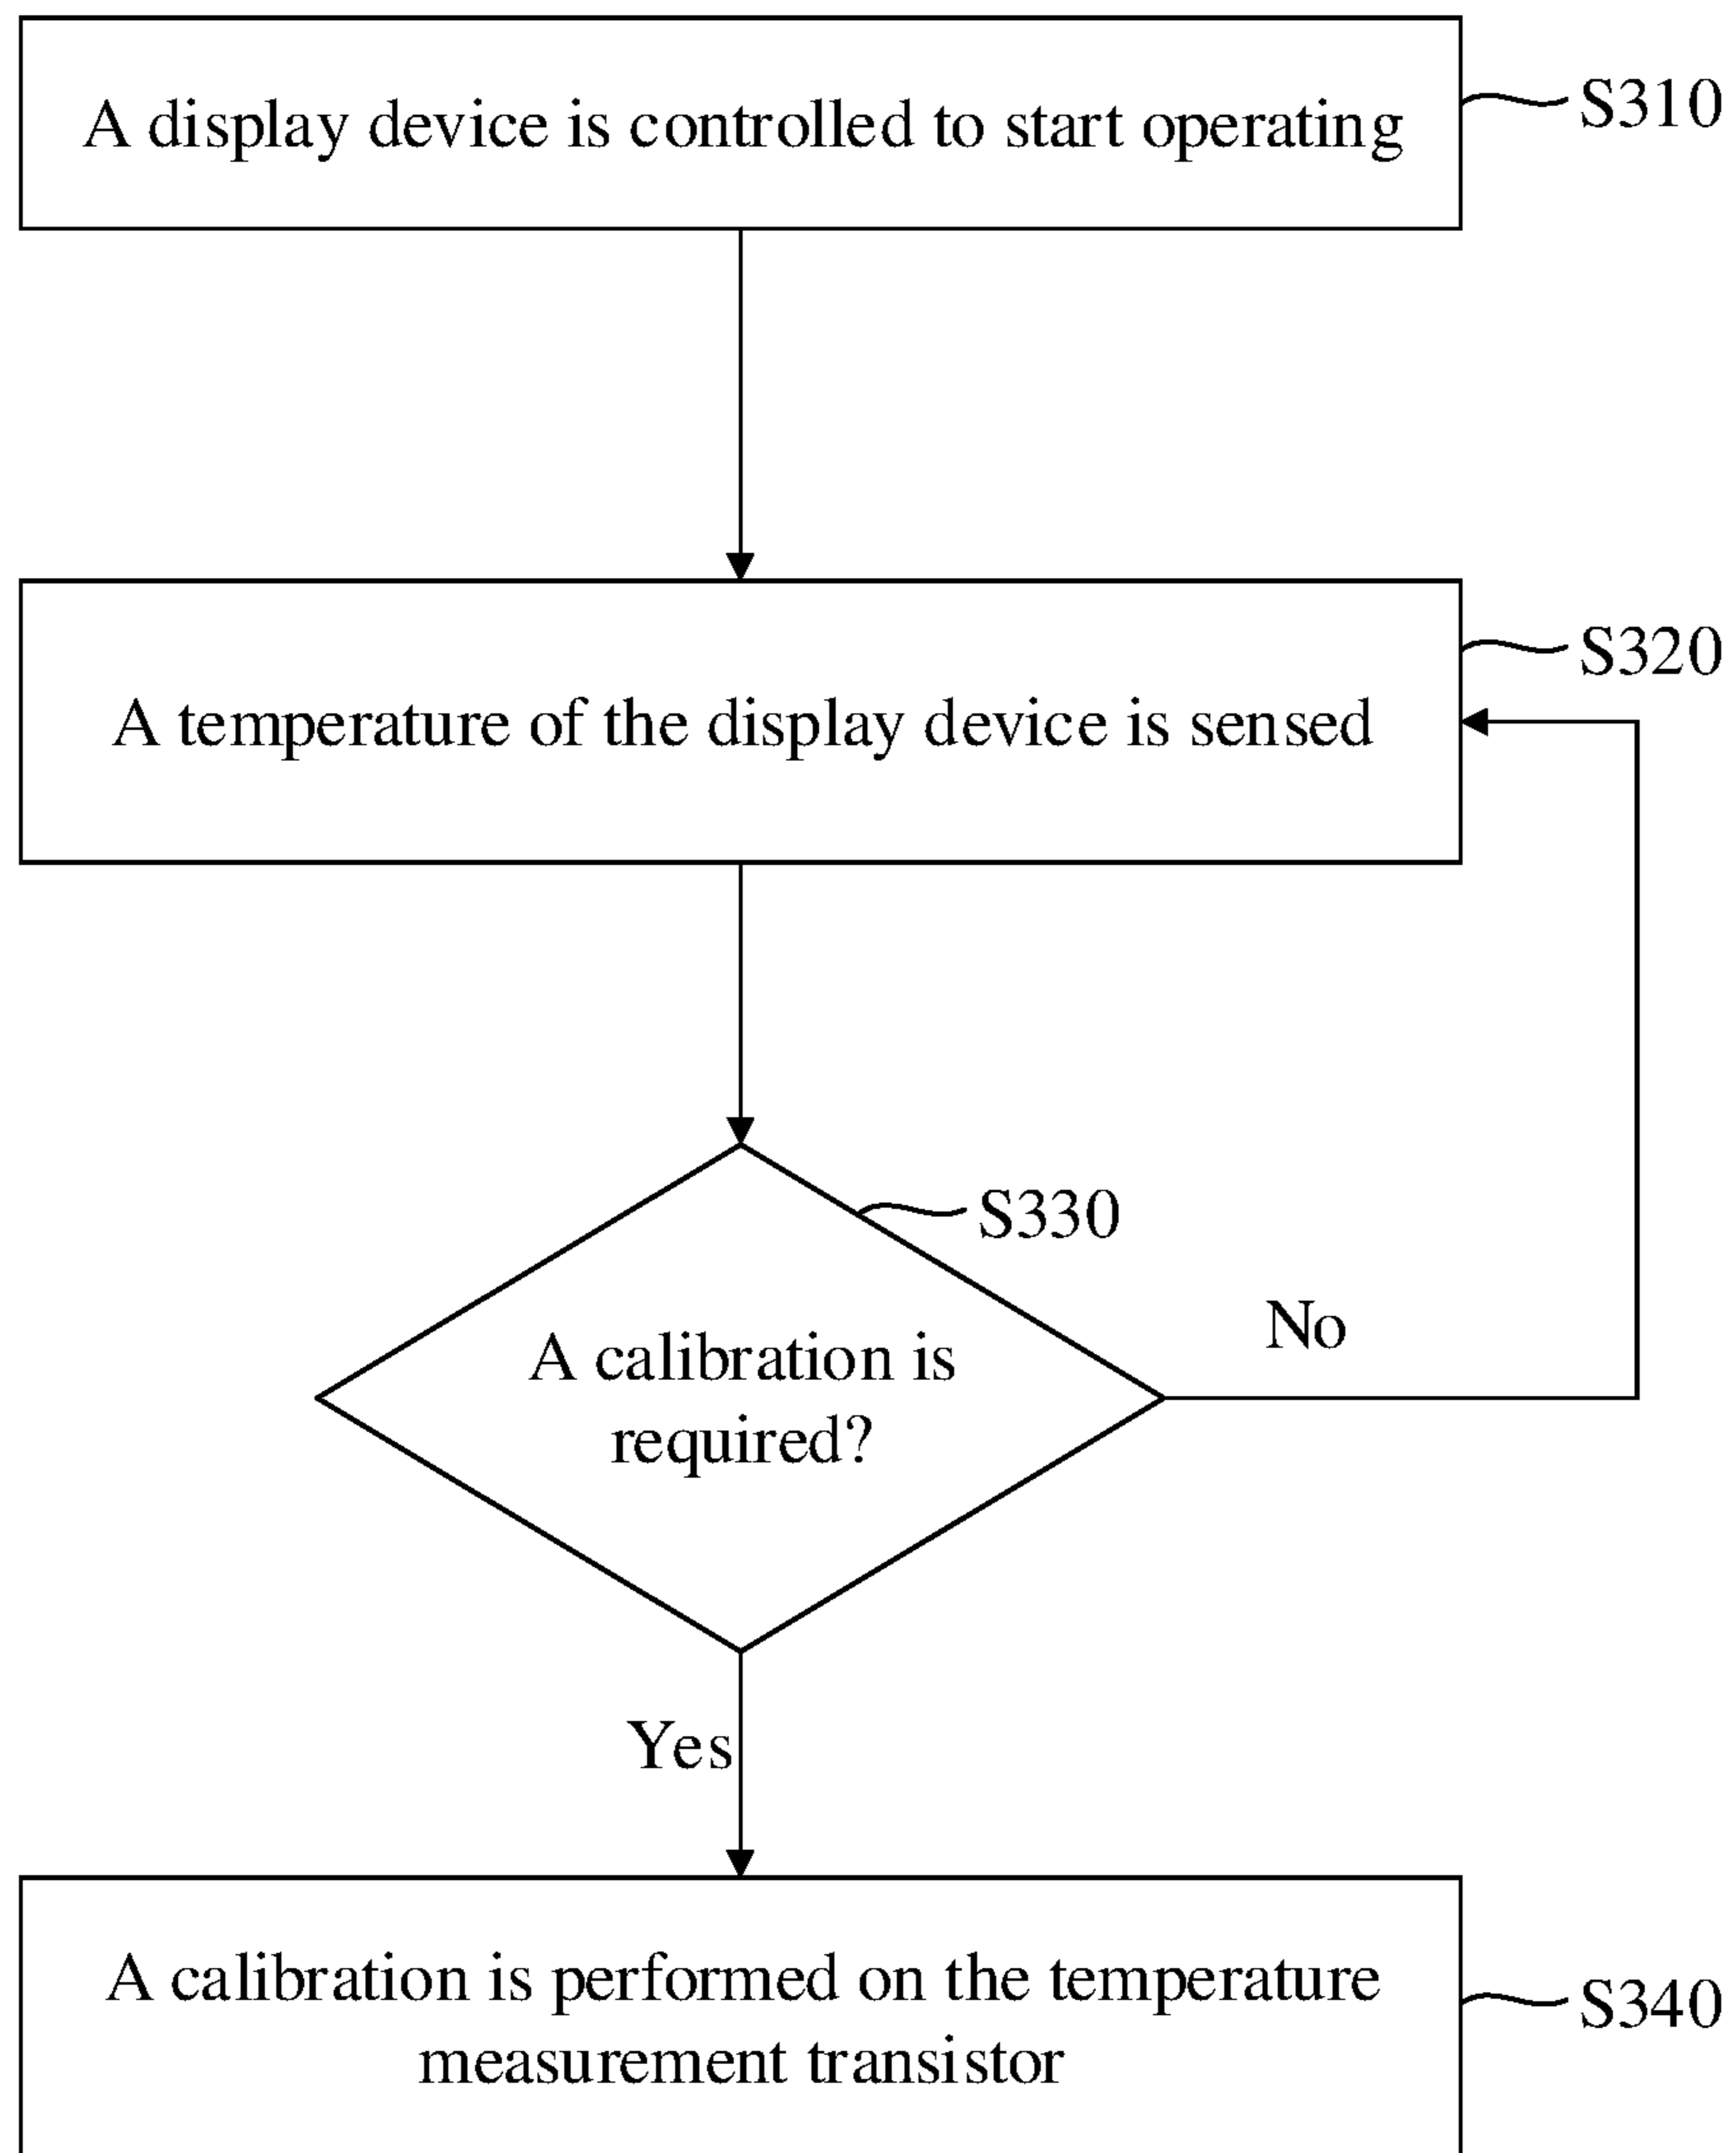 A display device is controlled to start operating
S310
A temperature of the display device is sensed
S320
S330
A calibration is
required?
No
Yes
A calibration is performed on the temperature
measurement transistor
S340